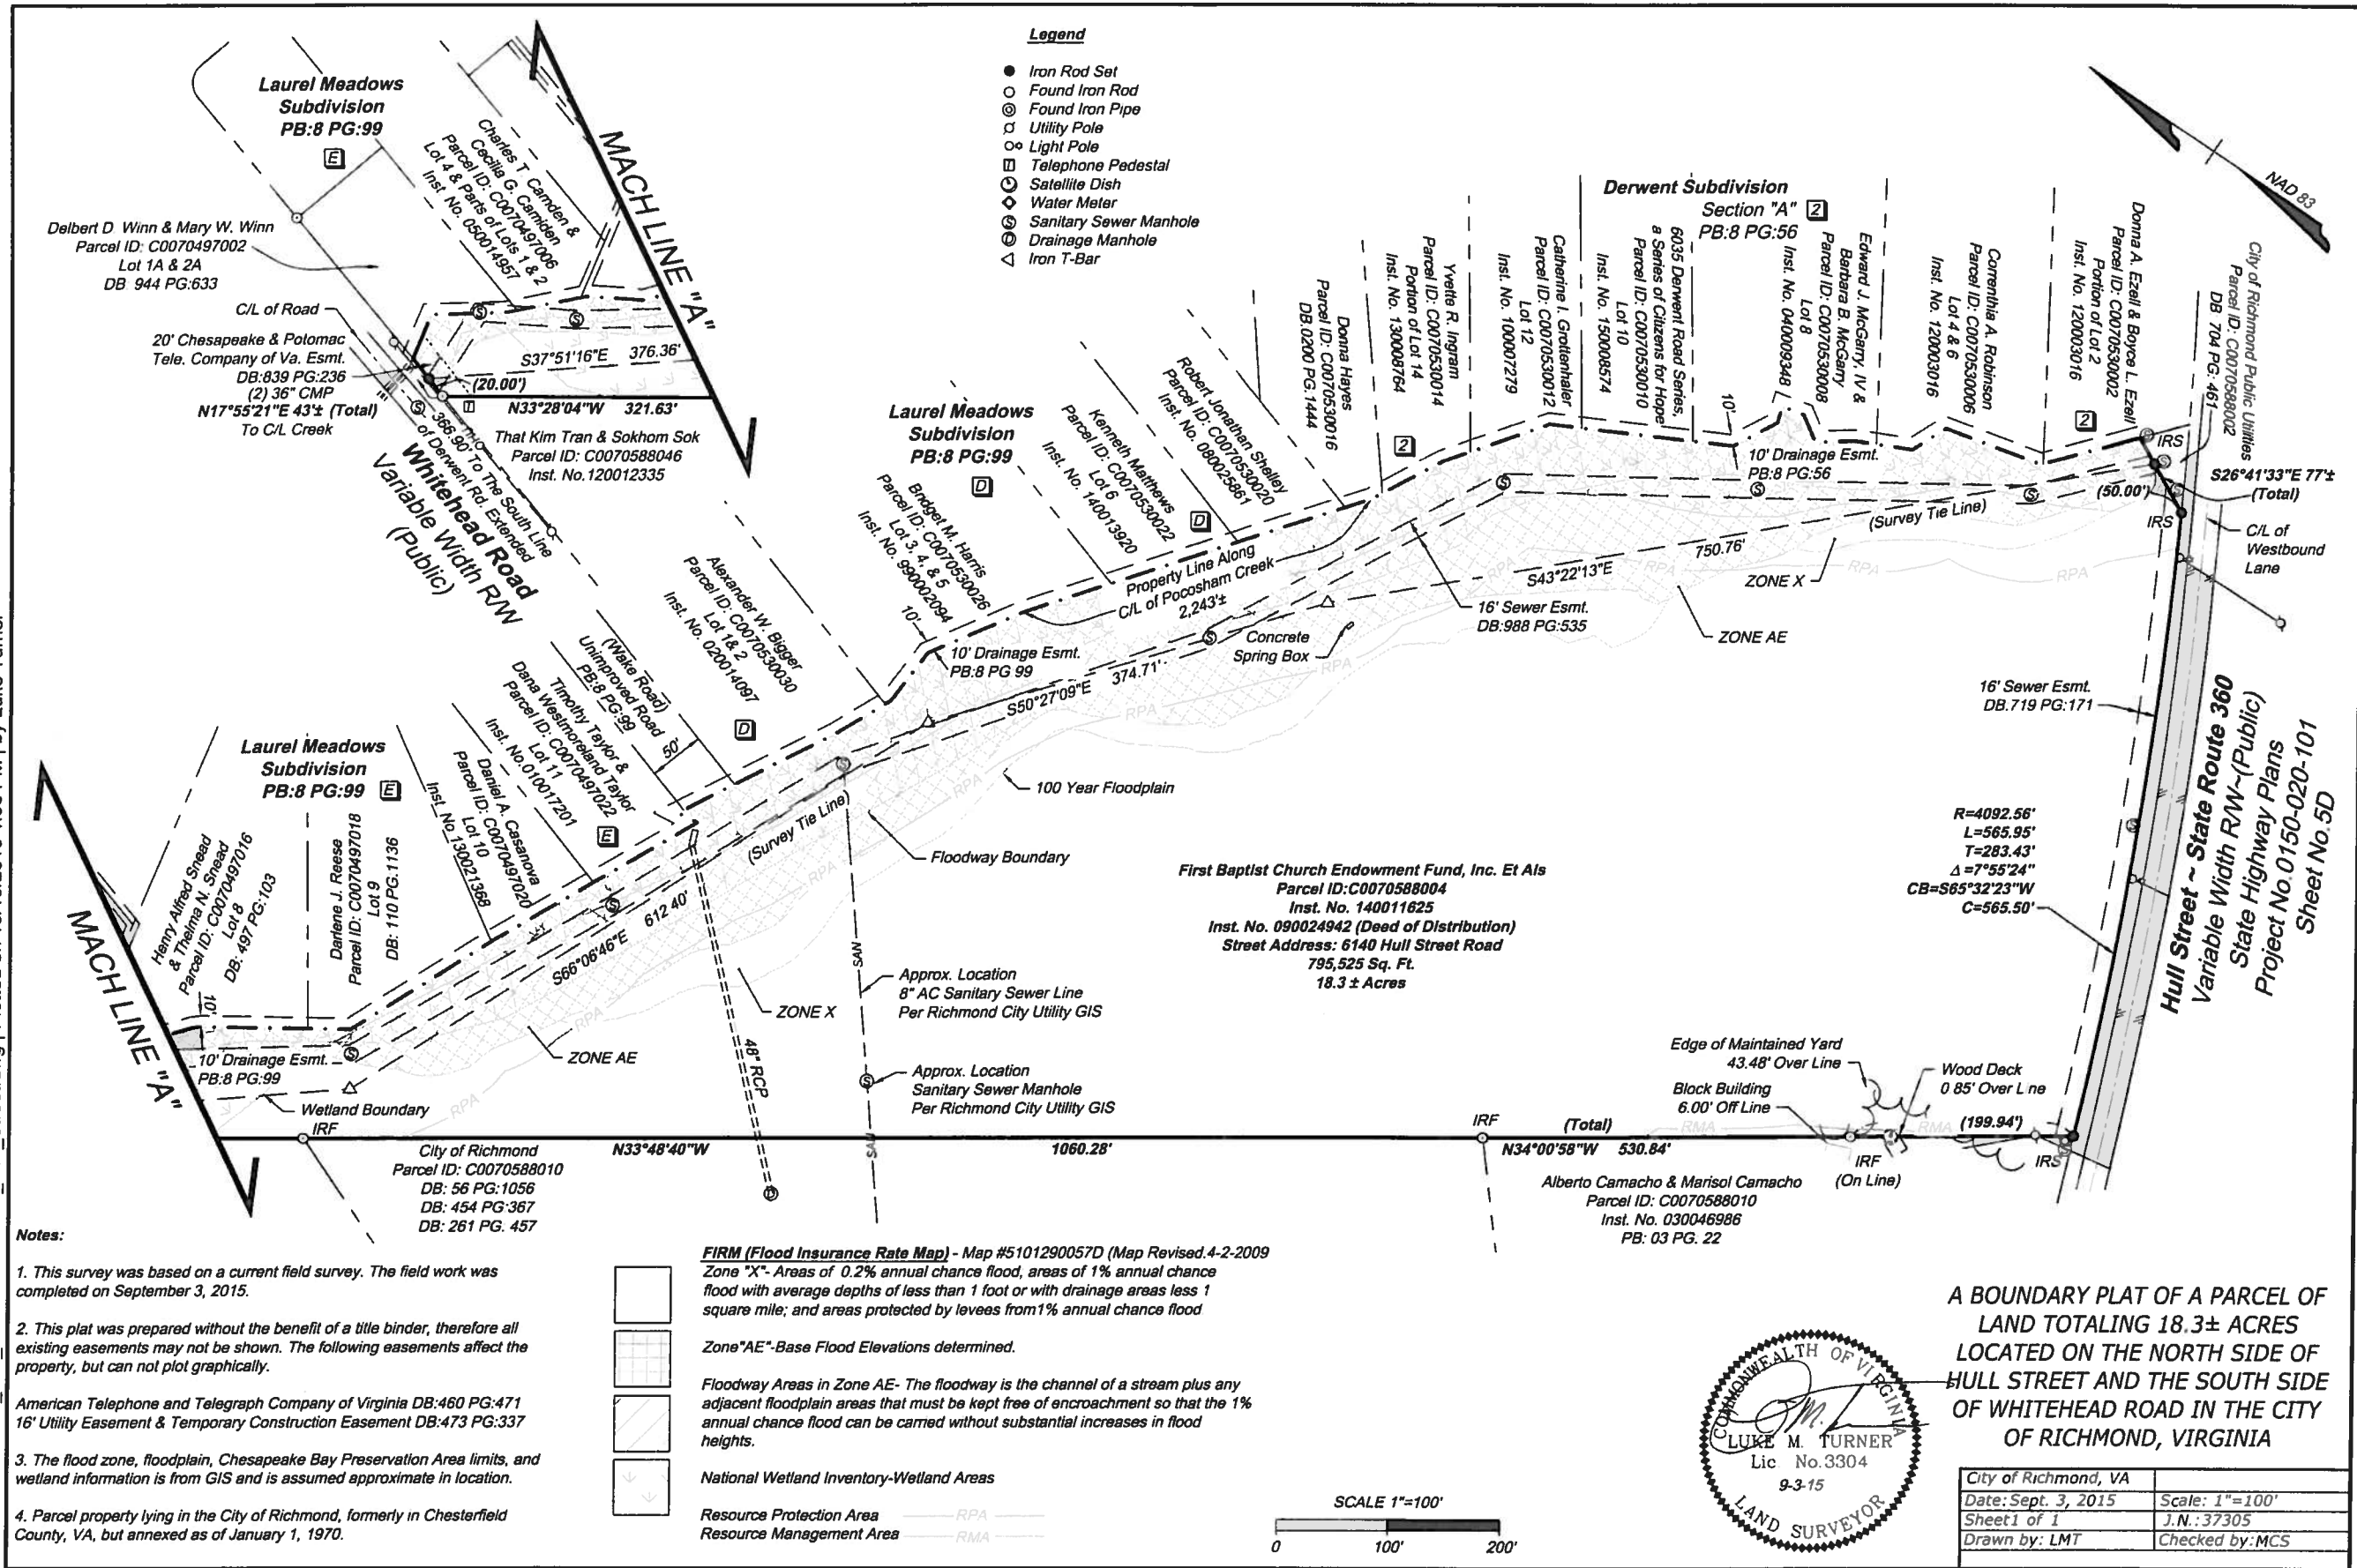 Legend
Iron Rod Set
Found Iron Rod
Found Iron Pipe
Utility Pole
Light Pole
Telephone Pedestal
Satellite Dish
Water Meter
Sanitary Sewer Manhole
Drainage Manhole
Iron T-Bar
Laurel Meadows
Subdivision
PB:8 PG:99
E
Charles T. Camden &
Cecilia G. Camden
Parcel ID: C0070497006
Lot 4 & Parts of Lots 1 & 2
Inst. No. 050014957
MACH LINE "A"
Delbert D Winn & Mary W. Winn
Parcel ID: C0070497002
Lot 1A & 2A
DB 944 PG:633
C/L of Road
20' Chesapeake & Potomac
Tele. Company of Va. Esmt.
DB:839 PG:236
(2) 36" CMP
N17°55'21"E 43'± (Total)
To C/L Creek
S37°51'16"E 376.36'
(20.00')
N33°28'04"W 321.63'
That Kim Tran & Sokhom Sok
Parcel ID: C0070588046
Inst. No.120012335
366.90' To The South Line
of Derwent Rd. Extended
Whitehead Road
Variable Width R/W
(Public)
Derwent Subdivision
Section "A" 2
PB:8 PG:56
NAD 83
Donna Hayes
Parcel ID: C0070530016
DB.0200 PG.1444
Yvette R. Ingram
Parcel ID: C0070530014
Portion of Lot 14
Inst. No. 130008764
2
Catherine I. Grottenhaler
Parcel ID: C0070530012
Lot 12
Inst. No. 100007279
6035 Derwent Road Series,
a Series of Citizens for Hope
Parcel ID: C0070530010
Lot 10
Inst. No. 150008574
Edward J. McGarry, IV &
Barbara B. McGarry
Parcel ID: C0070530008
Lot 8
Inst. No. 040009348
Correnthia A. Robinson
Parcel ID: C0070530006
Lot 4 & 6
Inst. No. 120003016
Donna A. Ezell & Boyce L. Ezell
Parcel ID: C0070530002
Portion of Lot 2
Inst. No. 120003016
2
City of Richmond Public Utilities
Parcel ID: C0070588002
DB 704 PG: 461
IRS
S26°41'33"E 77'±
(Total)
(50.00')
IRS
C/L of
Westbound
Lane
10'
10' Drainage Esmt.
PB:8 PG:56
(Survey Tie Line)
750.76'
S43°22'13"E
ZONE X
RPA
ZONE AE
16' Sewer Esmt.
DB:988 PG:535
Laurel Meadows
Subdivision
PB:8 PG:99
D
Robert Jonathan Shelley
Parcel ID: C0070530020
Inst. No. 080025861
Kenneth Matthews
Parcel ID: C0070530022
Lot 6
Inst. No. 140013920
D
Bridget M. Harris
Parcel ID: C0070530026
Lot 3, 4, & 5
Inst. No. 990002094
10'
Property Line Along
C/L of Pocosham Creek
2,243'±
Concrete
Spring Box
10' Drainage Esmt.
PB:8 PG 99
374.71'
S50°27'09"E
RPA
Alexander W. Bigger
Parcel ID: C0070530030
Lot 1& 2
Inst. No. 020014097
D
(Wake Road)
Unimproved Road
PB:8 PG:99
50'
Timothy Taylor &
Dana Westmoreland Taylor
Parcel ID: C0070497022
Lot 11
Inst. No.010017201
E
Daniel A. Casanova
Parcel ID: C0070497020
Lot 10
Inst No 130021368
Laurel Meadows
Subdivision
PB:8 PG:99 E
Darlene J. Reese
Parcel ID: C0070497018
Lot 9
DB: 110 PG.1136
Henry Alfred Snead
& Thelma N. Snead
Parcel ID: C0070497016
Lot 8
DB: 497 PG:103
10'
MACH LINE "A"
10' Drainage Esmt.
PB:8 PG:99
Wetland Boundary
IRF
RPA
S66°06'46"E 612 40'
(Survey Tie Line)
100 Year Floodplain
Floodway Boundary
ZONE X
ZONE AE
48" RCP
SAN
Approx. Location
8" AC Sanitary Sewer Line
Per Richmond City Utility GIS
Approx. Location
Sanitary Sewer Manhole
Per Richmond City Utility GIS
First Baptist Church Endowment Fund, Inc. Et Als
Parcel ID:C0070588004
Inst. No. 140011625
Inst. No. 090024942 (Deed of Distribution)
Street Address: 6140 Hull Street Road
795,525 Sq. Ft.
18.3 ± Acres
16' Sewer Esmt.
DB.719 PG:171
R=4092.56'
L=565.95'
T=283.43'
Δ=7°55'24"
CB=S65°32'23"W
C=565.50'
Hull Street ~ State Route 360
Variable Width R/W~(Public)
State Highway Plans
Project No.0150-020-101
Sheet No.5D
Edge of Maintained Yard
43.48' Over Line
Block Building
6.00' Off Line
Wood Deck
0 85' Over Line
(199.94')
RMA
RMA
IRF
(On Line)
IRS
City of Richmond
Parcel ID: C0070588010
DB: 56 PG:1056
DB: 454 PG:367
DB: 261 PG. 457
N33°48'40"W
1060.28'
IRF
(Total)
N34°00'58"W 530.84'
Alberto Camacho & Marisol Camacho
Parcel ID: C0070588010
Inst. No. 030046986
PB: 03 PG. 22
Notes:
1. This survey was based on a current field survey. The field work was
completed on September 3, 2015.
2. This plat was prepared without the benefit of a title binder, therefore all
existing easements may not be shown. The following easements affect the
property, but can not plot graphically.
American Telephone and Telegraph Company of Virginia DB:460 PG:471
16' Utility Easement & Temporary Construction Easement DB:473 PG:337
3. The flood zone, floodplain, Chesapeake Bay Preservation Area limits, and
wetland information is from GIS and is assumed approximate in location.
4. Parcel property lying in the City of Richmond, formerly in Chesterfield
County, VA, but annexed as of January 1, 1970.
FIRM (Flood Insurance Rate Map) - Map #5101290057D (Map Revised.4-2-2009
Zone "X"- Areas of 0.2% annual chance flood, areas of 1% annual chance
flood with average depths of less than 1 foot or with drainage areas less 1
square mile; and areas protected by levees from1% annual chance flood
Zone"AE"-Base Flood Elevations determined.
Floodway Areas in Zone AE- The floodway is the channel of a stream plus any
adjacent floodplain areas that must be kept free of encroachment so that the 1%
annual chance flood can be carried without substantial increases in flood
heights.
National Wetland Inventory-Wetland Areas
Resource Protection Area RPA
Resource Management Area RMA
SCALE 1"=100'
0 100' 200'
COMMONWEALTH OF VIRGINIA
LUKE M. TURNER
Lic No.3304
9-3-15
LAND SURVEYOR
A BOUNDARY PLAT OF A PARCEL OF
LAND TOTALING 18.3± ACRES
LOCATED ON THE NORTH SIDE OF
HULL STREET AND THE SOUTH SIDE
OF WHITEHEAD ROAD IN THE CITY
OF RICHMOND, VIRGINIA
City of Richmond, VA
Date: Sept. 3, 2015 Scale: 1"=100'
Sheet1 of 1 J.N.:37305
Drawn by: LMT Checked by:MCS